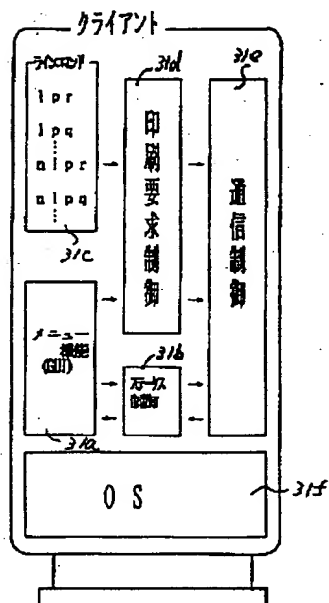 クライアント
ラインコマンド
lpr
lpq
nlpr
nlpq
31c
31d
印刷要求制御
31e
通信制御
メニュー
機能
(GUI)
31a
31b
ステータス
OS
31f